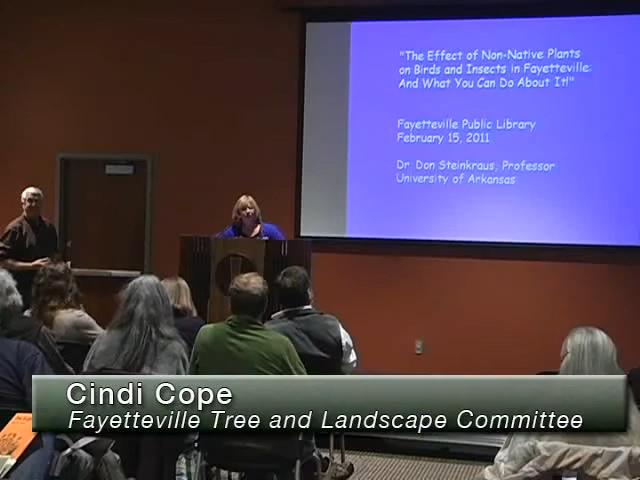 "The Effect of Non-Native Plants
on Birds and Insects in Fayetteville:
And What You Can Do About It!"
Fayetteville Public Library
February 15, 2011
Dr. Don Steinkraus, Professor
University of Arkansas
Cindi Cope
Fayetteville Tree and Landscape Committee